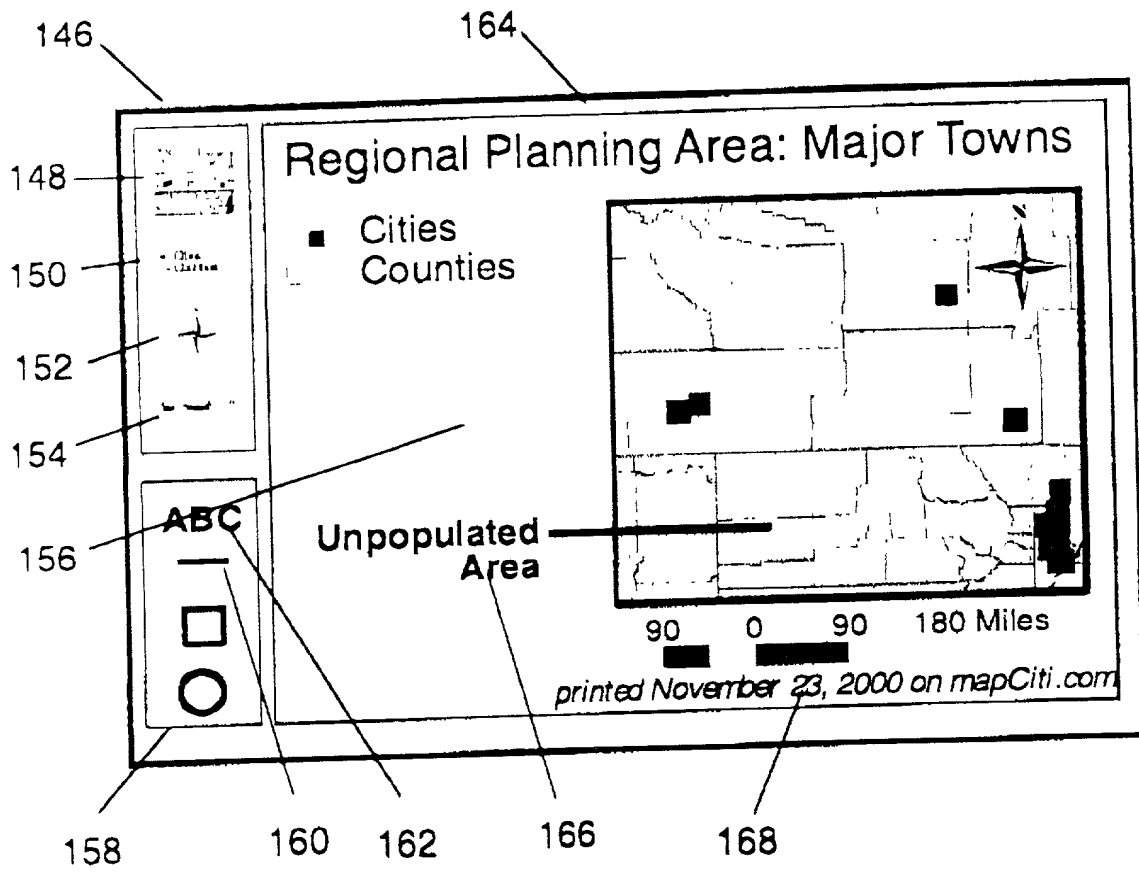 146
164
148
Regional Planning Area: Major Towns
Cities
Counties
N
150
152
154
ABC
156
Unpopulated
Area
90 0 90 180 Miles
printed November 23, 2000 on mapCiti.com
158
160
162
166
168